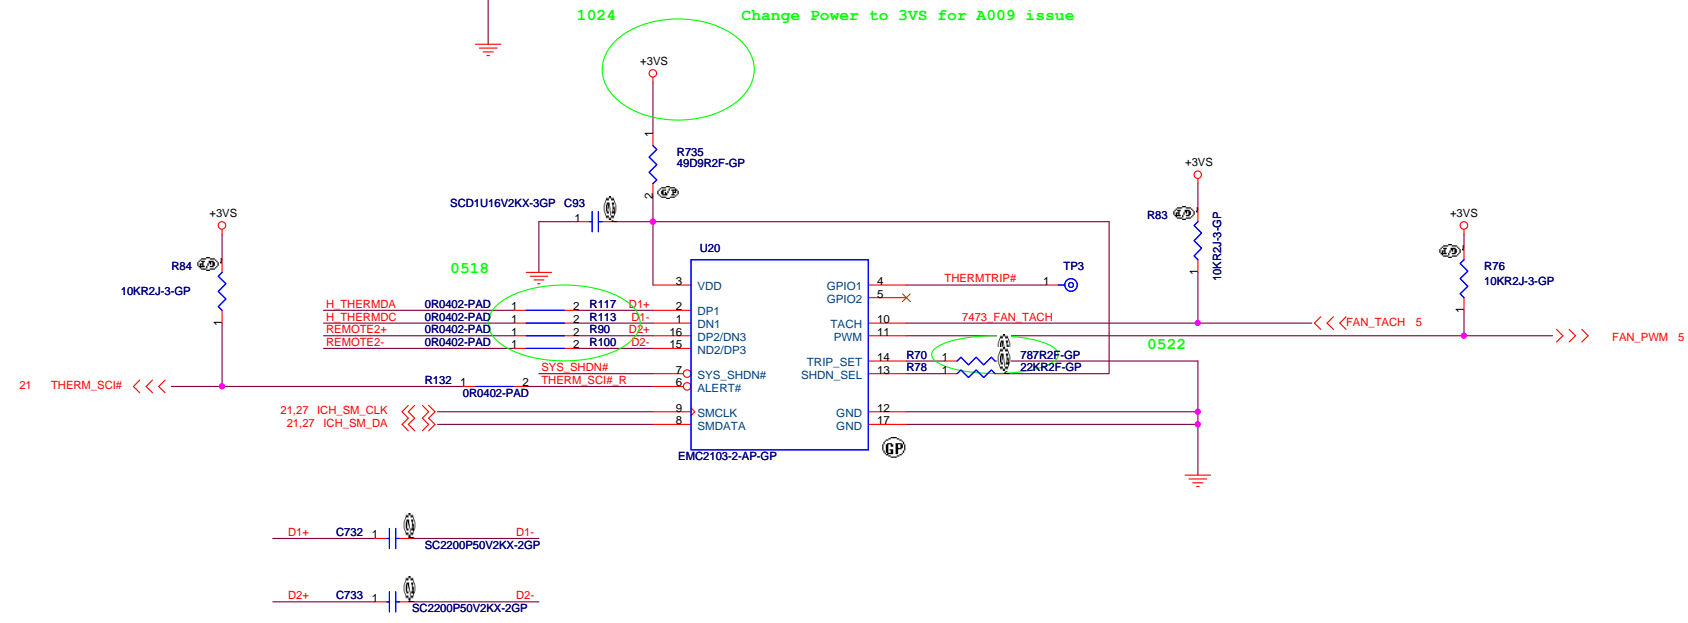 1024 Change Power to 3VS for A009 issue
+3VS
1
R735
49D9R2F-GP
2
+3VS
SCD1U16V2KX-3GP C93
1
R83
10KR2J-3-GP
1
+3VS
+3VS
U20
R84
10KR2J-3-GP
1
0518
R76
10KR2J-3-GP
1
3 VDD
GPIO1 4 THERMTRIP# 1 TP3
GPIO2 5
H_THERMDA 0R0402-PAD 1 2 R117 D1+ 2 DP1
H_THERMDC 0R0402-PAD 1 2 R113 D1- 1 DN1
REMOTE2+ 0R0402-PAD 1 2 R90 D2+ 16 DP2/DN3
REMOTE2- 0R0402-PAD 1 2 R100 D2- 15 ND2/DP3
TACH 10 7473_FAN_TACH FAN_TACH 5
PWM 11 FAN_PWM 5
0522
TRIP_SET 14 R70 1 787R2F-GP
SHDN_SEL 13 R78 1 22KR2F-GP
SYS_SHDN# 7 SYS_SHDN#
21 THERM_SCI# R132 1 2 THERM_SCI#_R 6 ALERT#
0R0402-PAD
21,27 ICH_SM_CLK 9 SMCLK
21,27 ICH_SM_DA 8 SMDATA
GND 12
GND 17
GP
EMC2103-2-AP-GP
D1+ C732 1 D1-
SC2200P50V2KX-2GP
D2+ C733 1 D2-
SC2200P50V2KX-2GP